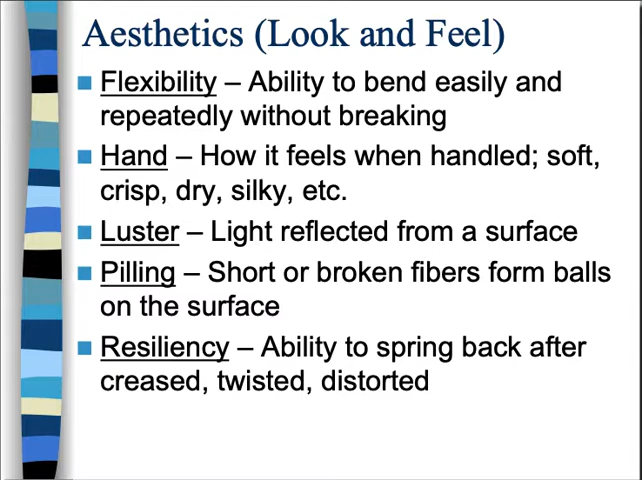 Aesthetics (Look and Feel)
Flexibility – Ability to bend easily and
repeatedly without breaking
Hand – How it feels when handled; soft,
crisp, dry, silky, etc.
Luster – Light reflected from a surface
Pilling – Short or broken fibers form balls
on the surface
Resiliency – Ability to spring back after
creased, twisted, distorted